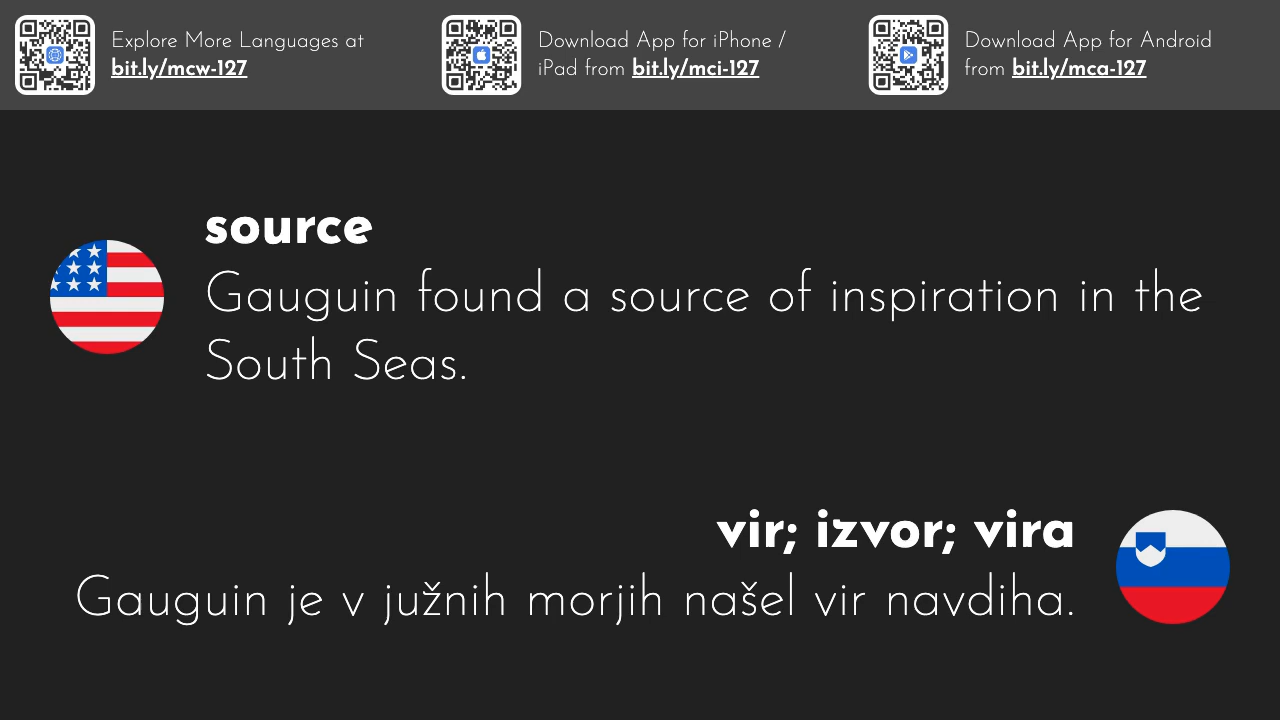 Explore More Languages at
bit.ly/mcw-127
Download App for iPhone /
iPad from bit.ly/mci-127
Download App for Android
from bit.ly/mca-127
source
Gauguin found a source of inspiration in the
South Seas.
vir; izvor; vira
Gauguin je v južnih morjih našel vir navdiha.